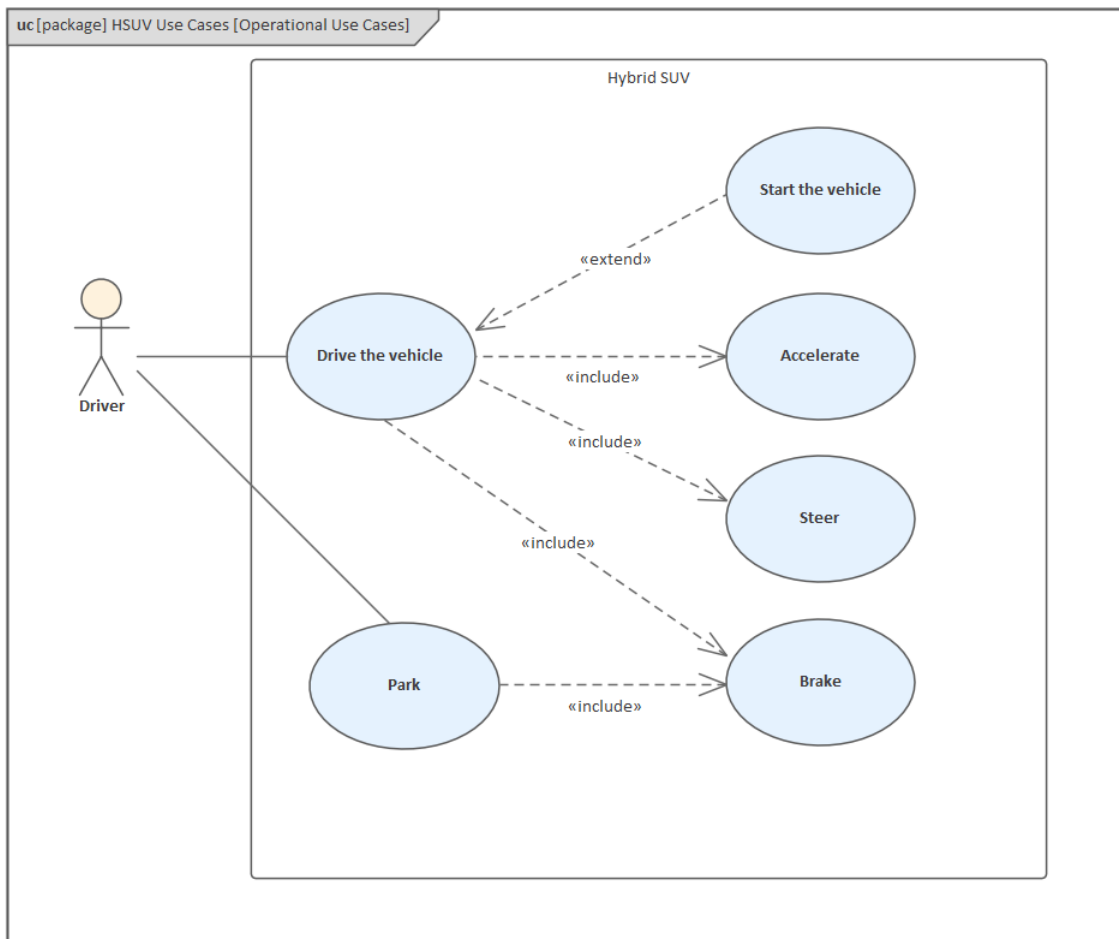 uc [package] HSUV Use Cases [Operational Use Cases]
Hybrid SUV
Start the vehicle
«extend»
Drive the vehicle
Accelerate
«include»
Driver
«include»
Steer
«include»
Park
Brake
«include»